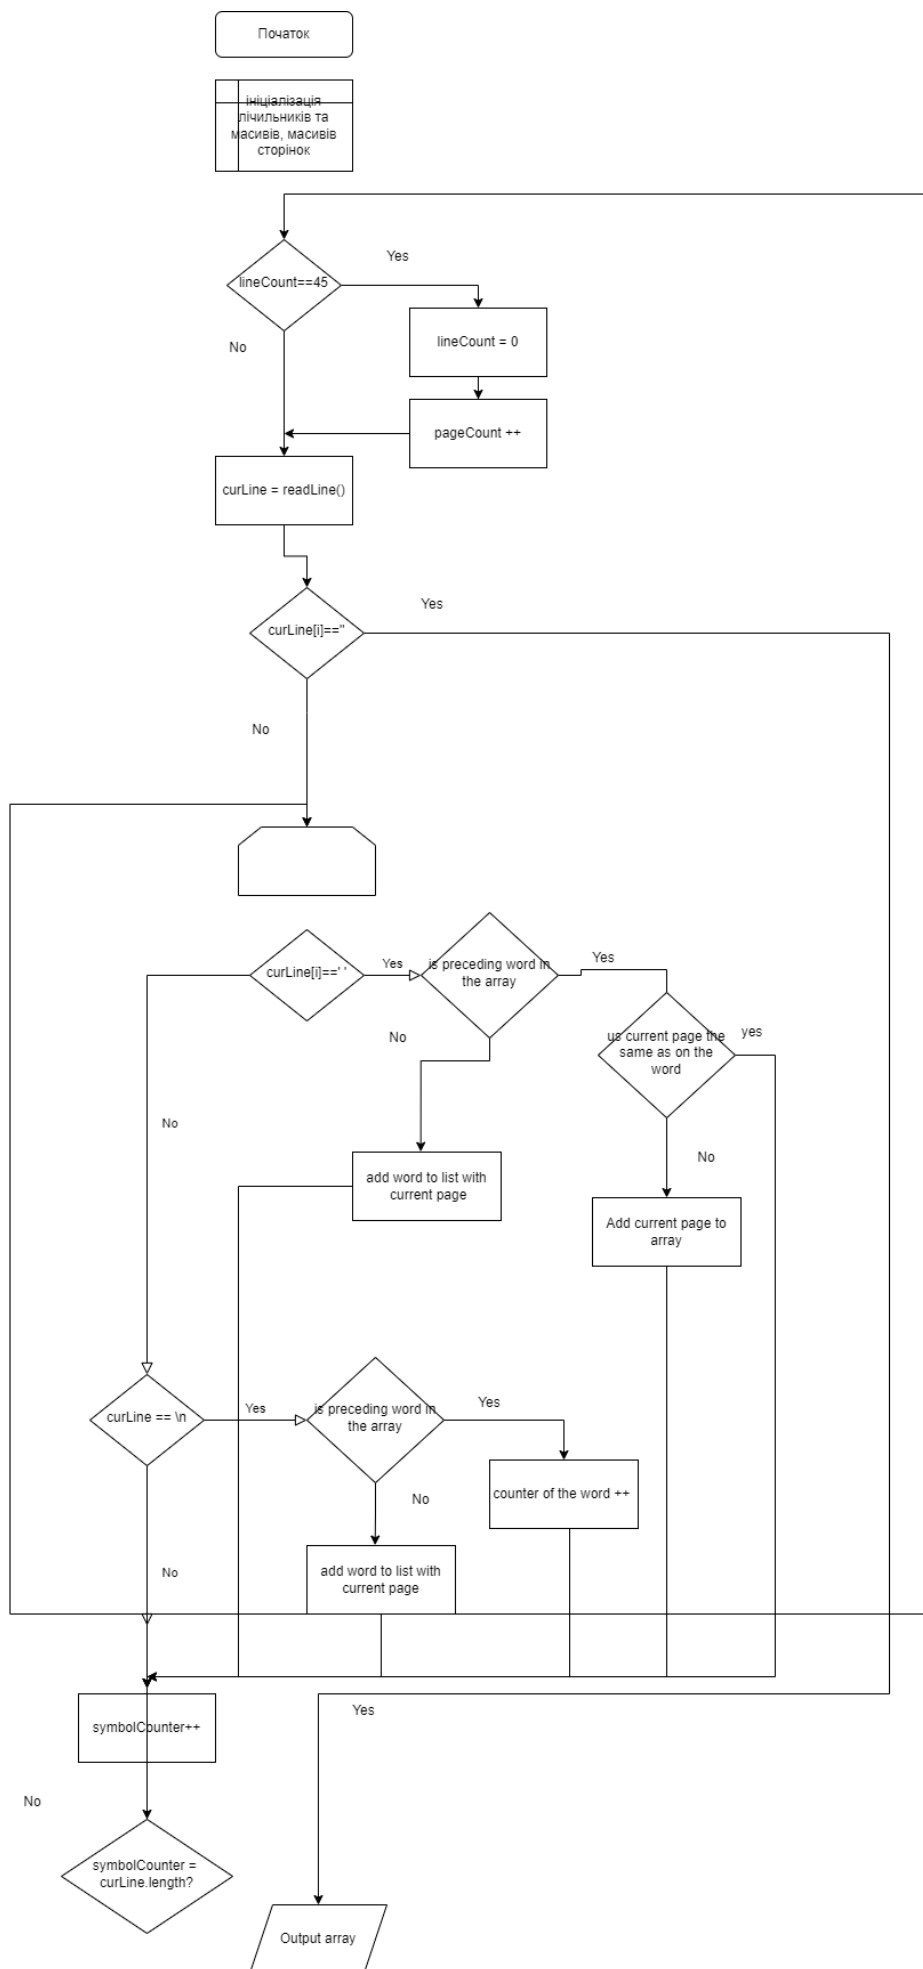 Початок
ініціалізація
лічильників та
масивів, масивів
сторінок
Yes
lineCount==45
No
lineCount = 0
pageCount ++
curLine = readLine()
Yes
curLine[i]==''
No
Yes
is preceding word in
the array
Yes
curLine[i]==' '
No
us current page the
same as on the
word
yes
No
No
add word to list with
current page
Add current page to
array
curLine == \n
Yes
is preceding word in
the array
Yes
counter of the word ++
No
No
add word to list with
current page
Yes
symbolCounter++
No
symbolCounter =
curLine.length?
Output array